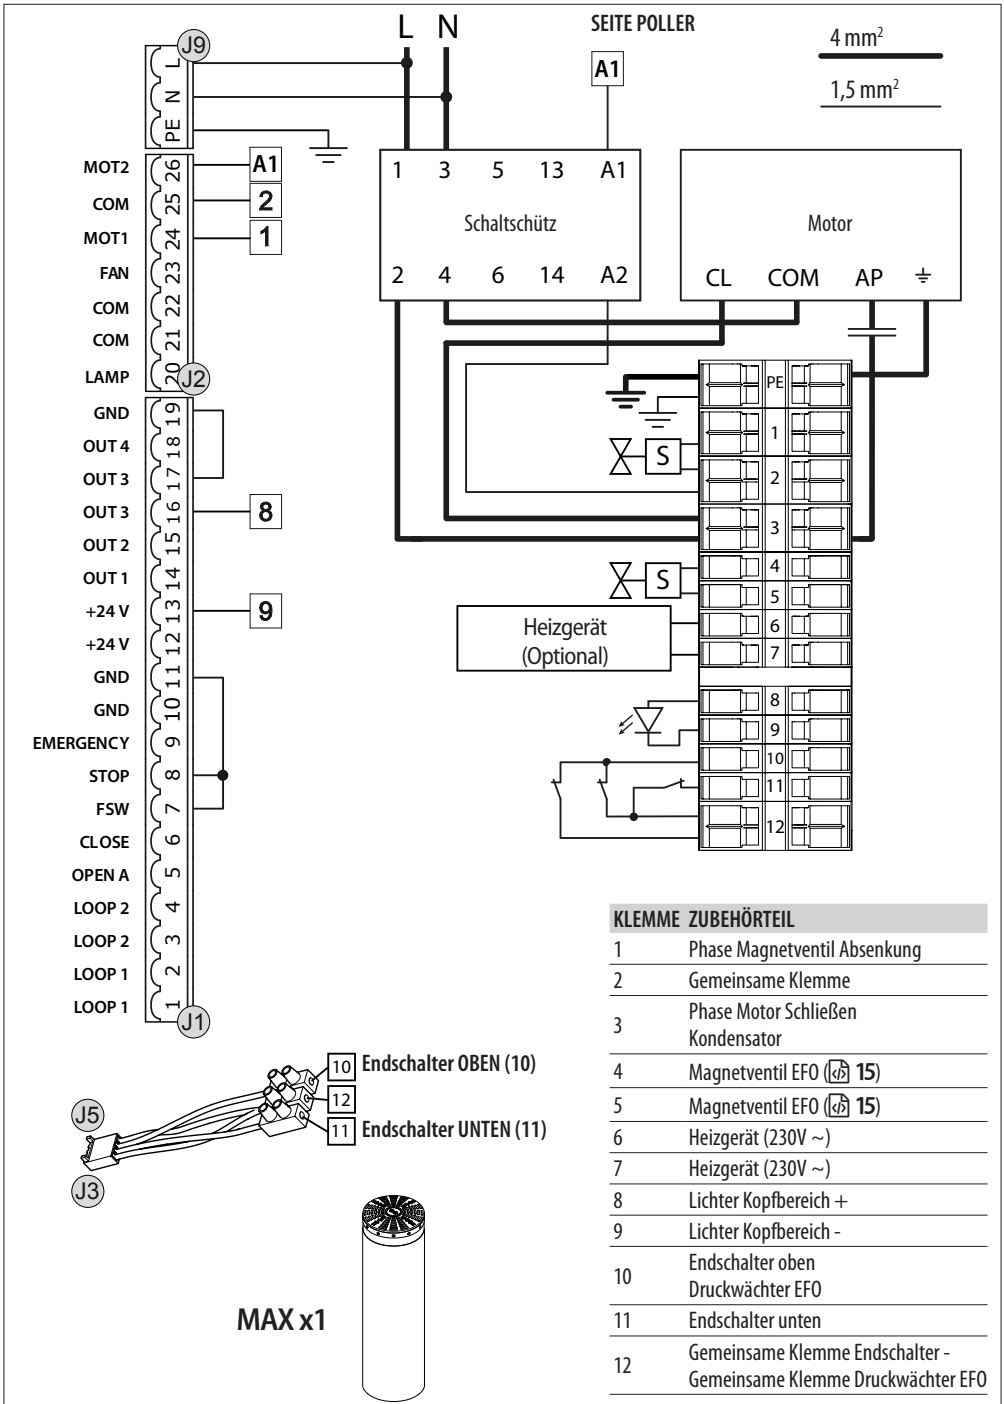 L N
SEITE POLLER
4 mm²
1,5 mm²
J9
L
N
PE
A1
1 3 5 13 A1
Schaltschütz
2 4 6 14 A2
Motor
CL COM AP
MOT2 26 A1
COM 25 2
MOT1 24 1
FAN 23
COM 22
COM 21
LAMP 20
J2
GND 19
OUT 4 18
OUT 3 17
OUT 3 16 8
OUT 2 15
OUT 1 14
+24 V 13 9
+24 V 12
GND 11
GND 10
EMERGENCY 9
STOP 8
FSW 7
CLOSE 6
OPEN A 5
LOOP 2 4
LOOP 2 3
LOOP 1 2
LOOP 1 1
J1
PE
1
S
2
3
S
4
5
Heizgerät
(Optional)
6
7
8
9
10
11
12
J5
J3
10 Endschalter OBEN (10)
12
11 Endschalter UNTEN (11)
MAX x1
KLEMME ZUBEHÖRTEIL
1 Phase Magnetventil Absenkung
2 Gemeinsame Klemme
3 Phase Motor Schließen
Kondensator
4 Magnetventil EFO (</> 15)
5 Magnetventil EFO (</> 15)
6 Heizgerät (230V ~)
7 Heizgerät (230V ~)
8 Lichter Kopfbereich +
9 Lichter Kopfbereich -
10 Endschalter oben
Druckwächter EFO
11 Endschalter unten
12 Gemeinsame Klemme Endschalter -
Gemeinsame Klemme Druckwächter EFO